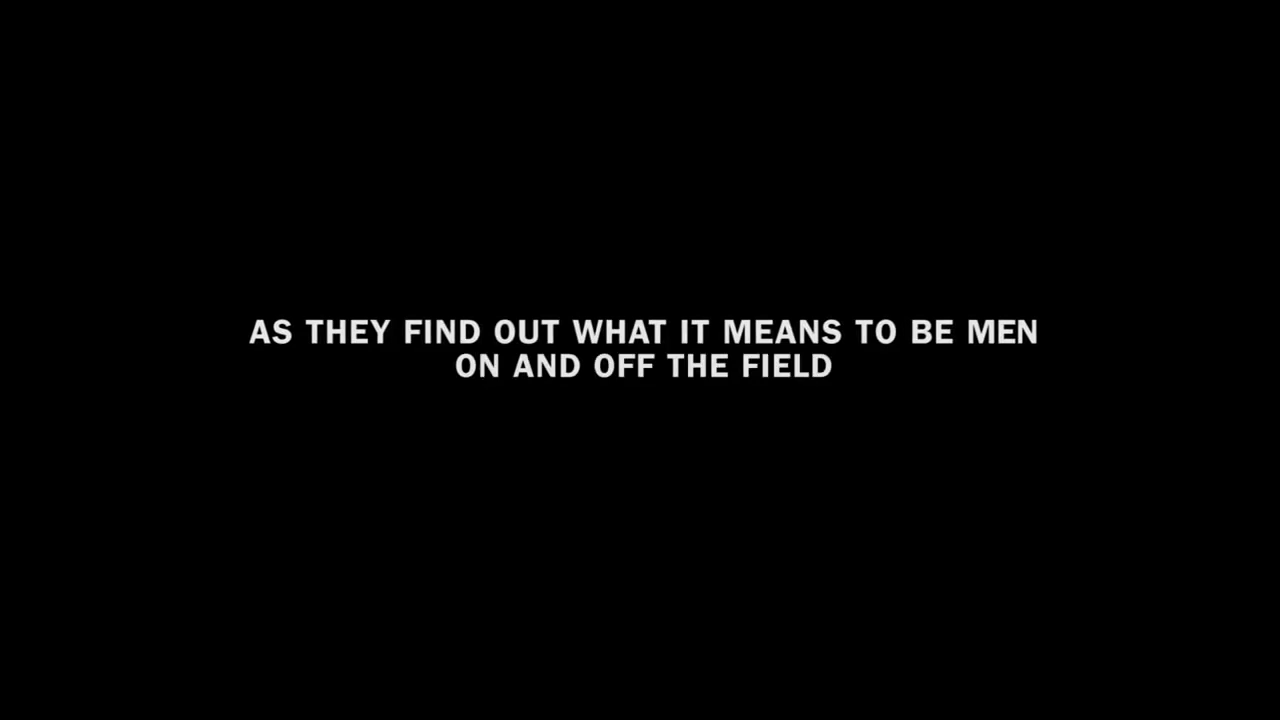 AS THEY FIND OUT WHAT IT MEANS TO BE MEN
ON AND OFF THE FIELD